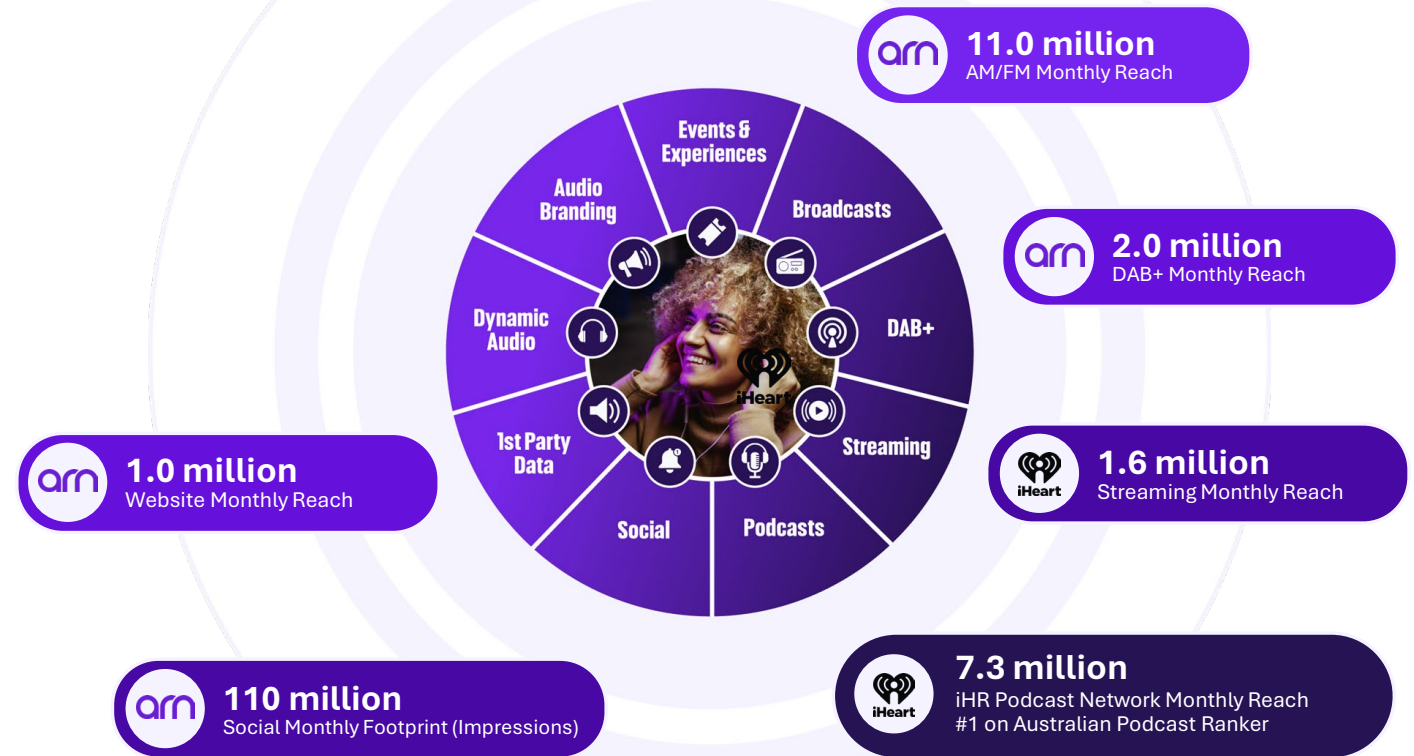 arn
11.0 million
AM/FM Monthly Reach
Events &
Experiences
Audio
Branding
Broadcasts
arn
2.0 million
DAB+ Monthly Reach
Dynamic
Audio
DAB+
iHeart
1st Party
Data
Streaming
arn
1.0 million
Website Monthly Reach
iHeart
1.6 million
Streaming Monthly Reach
Social
Podcasts
arn
110 million
Social Monthly Footprint (Impressions)
iHeart
7.3 million
iHR Podcast Network Monthly Reach
#1 on Australian Podcast Ranker